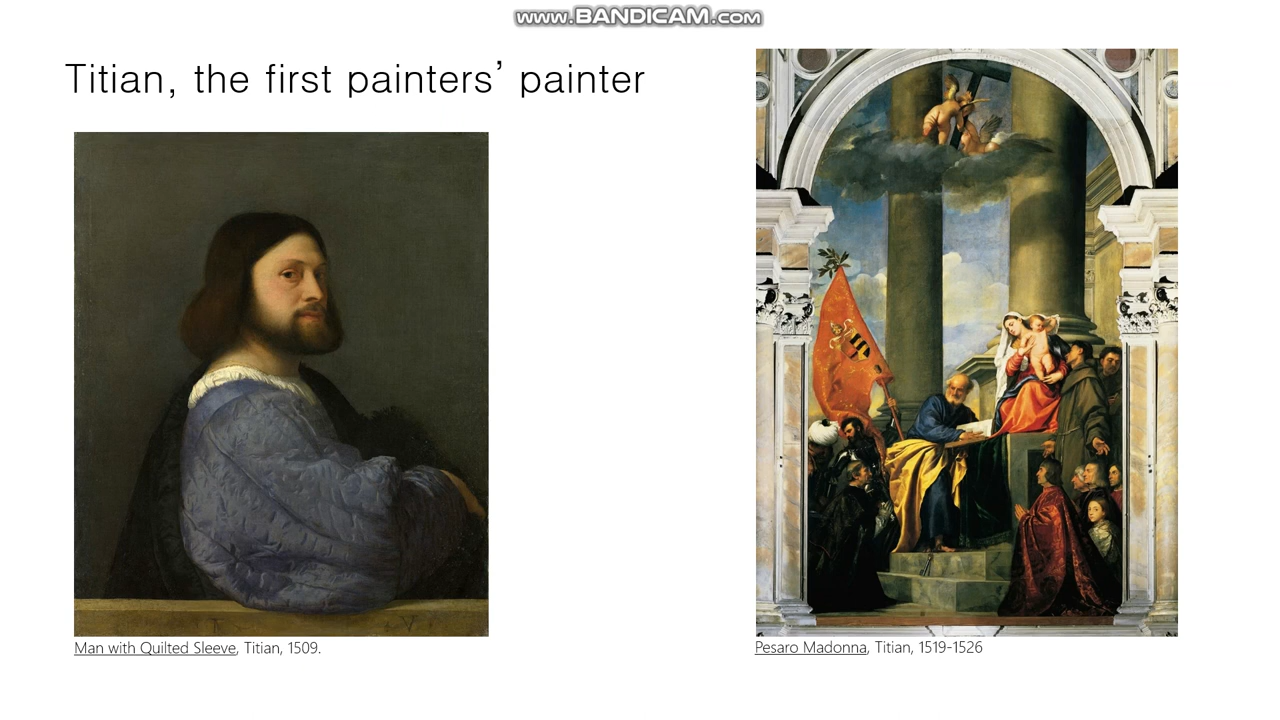 www.BANDICAM.com
Titian, the first painters’ painter
Man with Quilted Sleeve, Titian, 1509.
Pesaro Madonna, Titian, 1519-1526